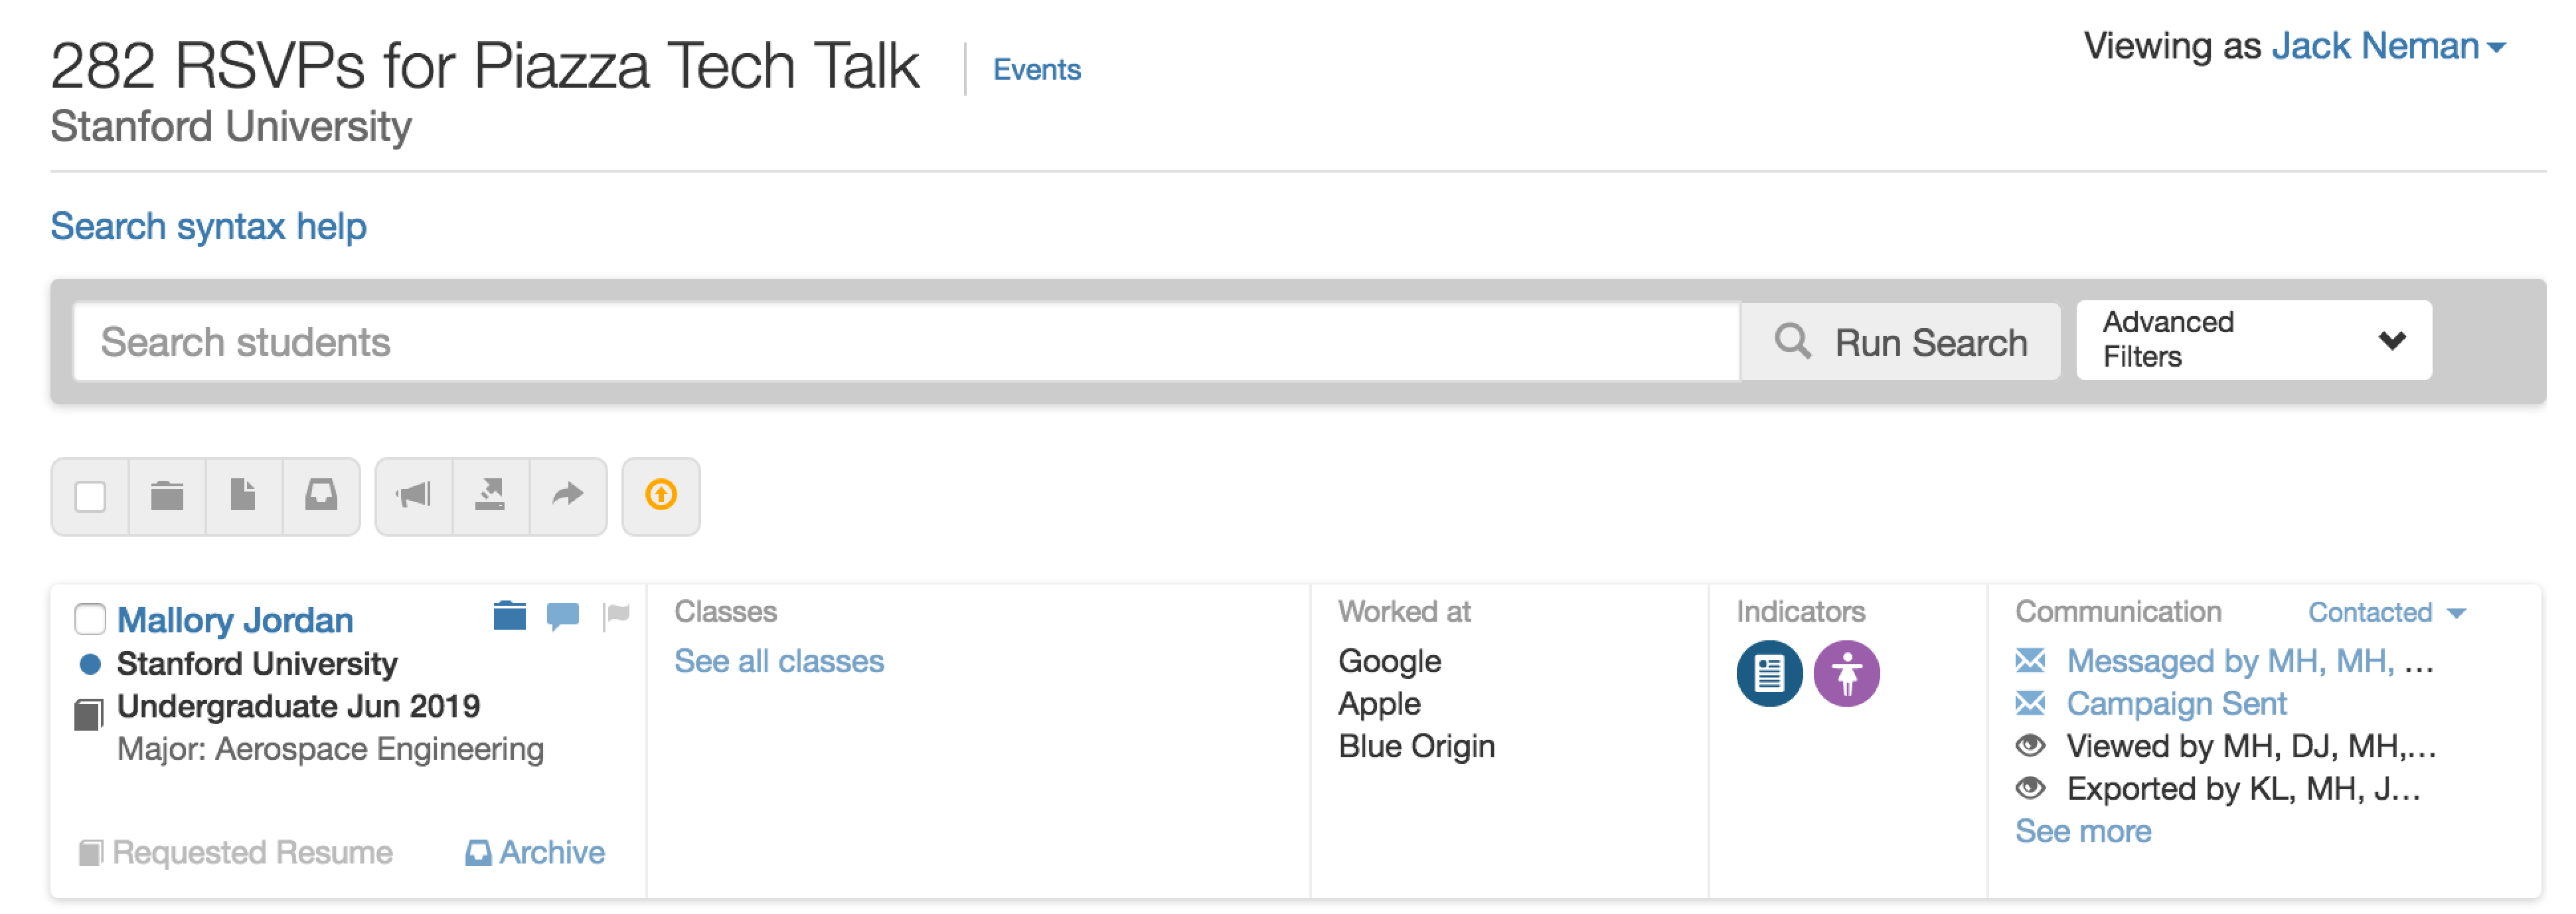 282 RSVPs for Piazza Tech Talk
Events
Viewing as Jack Neman
Stanford University
Search syntax help
Search students
Run Search
Advanced
Filters
Mallory Jordan
Stanford University
Undergraduate Jun 2019
Major: Aerospace Engineering
Requested Resume
Archive
Classes
See all classes
Worked at
Google
Apple
Blue Origin
Indicators
Communication
Contacted
Messaged by MH, MH, ...
Campaign Sent
Viewed by MH, DJ, MH,...
Exported by KL, MH, J...
See more